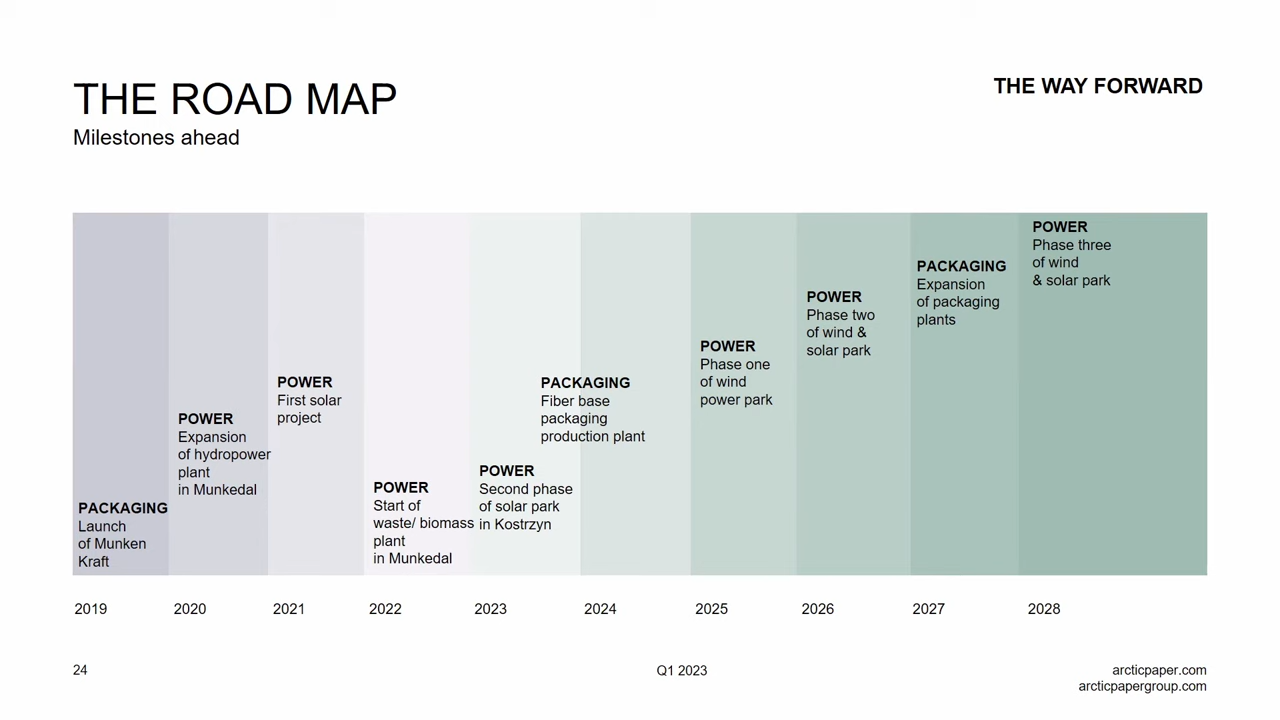 THE ROAD MAP
Milestones ahead
THE WAY FORWARD
PACKAGING
Launch
of Munken
Kraft
POWER
Expansion
of hydropower
plant
in Munkedal
POWER
First solar
project
POWER
Start of
waste/ biomass
plant
in Munkedal
POWER
Second phase
of solar park
in Kostrzyn
PACKAGING
Fiber base
packaging
production plant
POWER
Phase one
of wind
power park
POWER
Phase two
of wind &
solar park
PACKAGING
Expansion
of packaging
plants
POWER
Phase three
of wind
& solar park
2019
2020
2021
2022
2023
2024
2025
2026
2027
2028
24
Q1 2023
arcticpaper.com
arcticpapergroup.com